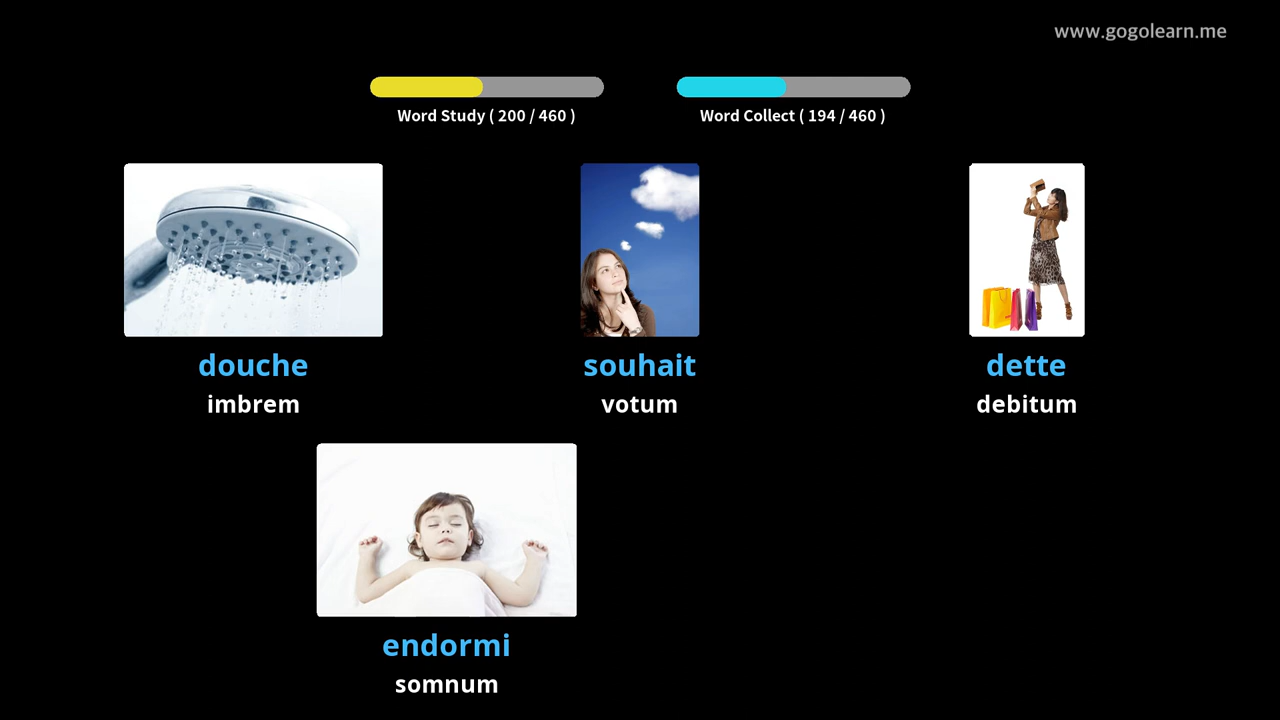 www.gogolearn.me
Word Study ( 200 / 460 )
Word Collect ( 194 / 460 )
douche
imbrem
souhait
votum
dette
debitum
endormi
somnum